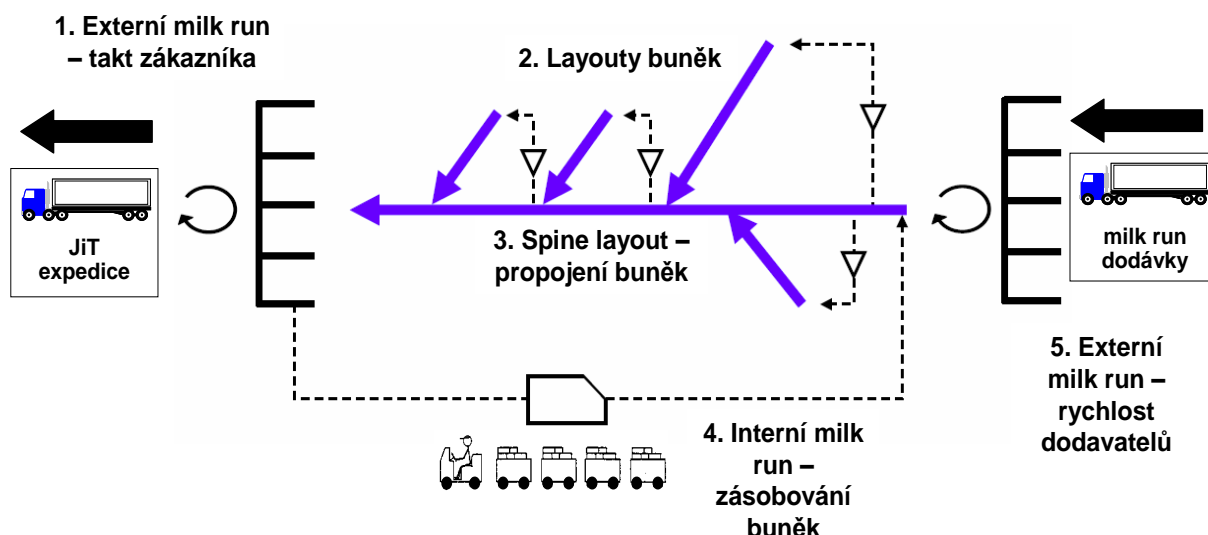 1. Externí milk run
– takt zákazníka
2. Layouty buněk
JiT
expedice
3. Spine layout –
propojení buněk
milk run
dodávky
4. Interní milk
run –
zásobování
buněk
5. Externí
milk run –
rychlost
dodavatelů